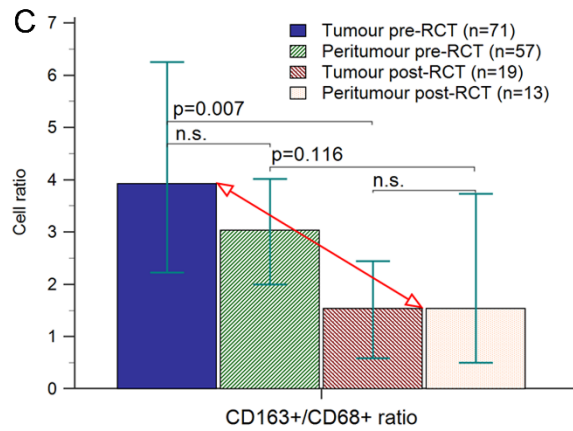 C
Tumour pre-RCT (n=71)
Peritumour pre-RCT (n=57)
Tumour post-RCT (n=19)
Peritumour post-RCT (n=13)
p=0.007
n.s.
p=0.116
n.s.
Cell ratio
7
6
5
4
3
2
1
0
CD163+/CD68+ ratio